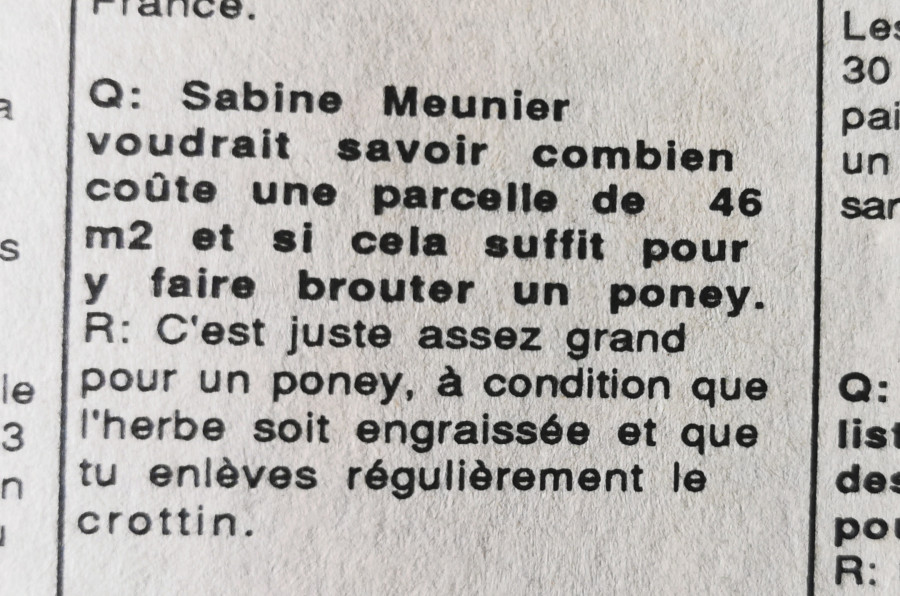 France.
Q: Sabine Meunier
voudrait savoir combien
coûte une parcelle de 46
m2 et si cela suffit pour
y faire brouter un poney.
R: C'est juste assez grand
pour un poney, à condition que
l'herbe soit engraissée et que
tu enlèves régulièrement le
crottin.
30
un
Q:
R: